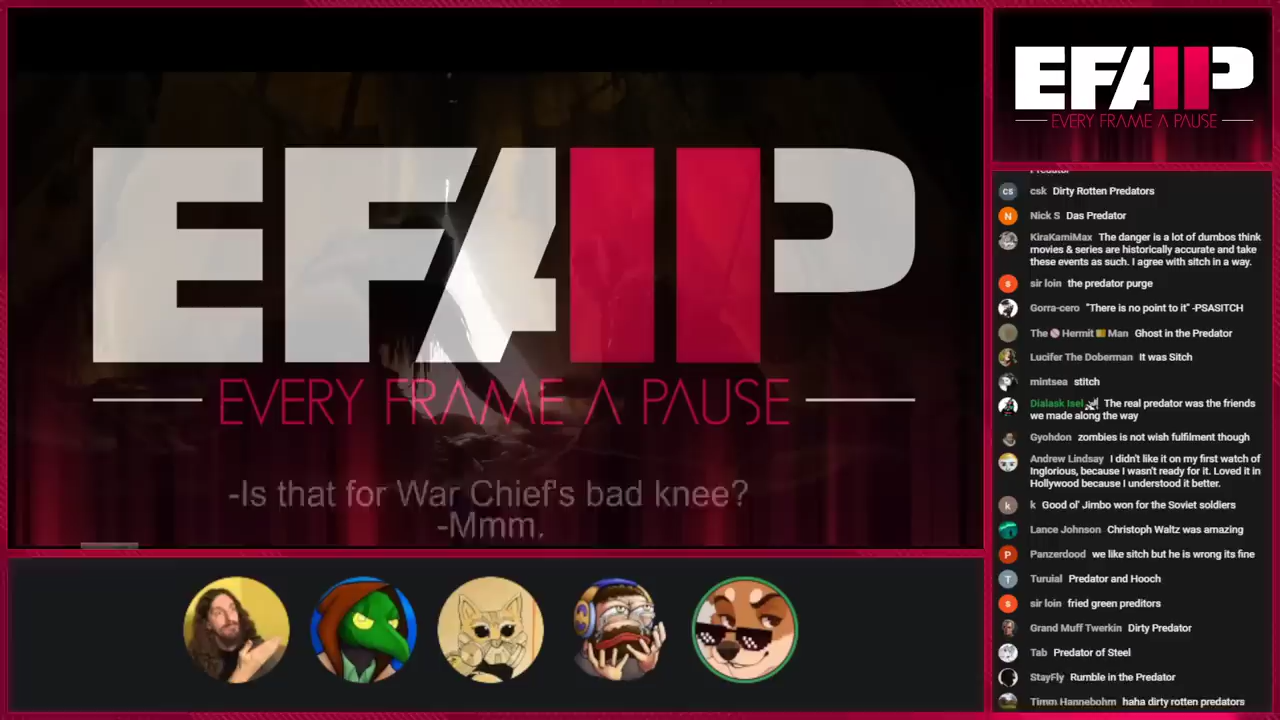 EFAP
EVERY FRAME A PAUSE
-Is that for War Chief's bad knee?
-Mmm.
EFAP
EVERY FRAME A PAUSE
Predator
CS csk Dirty Rotten Predators
N Nick S Das Predator
KiraKamiMax The danger is a lot of dumbos think
movies & series are historically accurate and take
these events as such. I agree with sitch in a way.
s sir loin the predator purge
Gorra-cero "There is no point to it" -PSASITCH
The Hermit Man Ghost in the Predator
Lucifer The Doberman It was Sitch
mintsea stitch
Dialask Isel The real predator was the friends
we made along the way
Gyohdon zombies is not wish fulfilment though
Andrew Lindsay I didn't like it on my first watch of
Inglorious, because I wasn't ready for it. Loved it in
Hollywood because I understood it better.
k k Good ol' Jimbo won for the Soviet soldiers
Lance Johnson Christoph Waltz was amazing
P Panzerdood we like sitch but he is wrong its fine
T Turuial Predator and Hooch
s sir loin fried green preditors
Grand Muff Twerkin Dirty Predator
Tab Predator of Steel
StayFly Rumble in the Predator
Timm Hannebohm haha dirty rotten predators